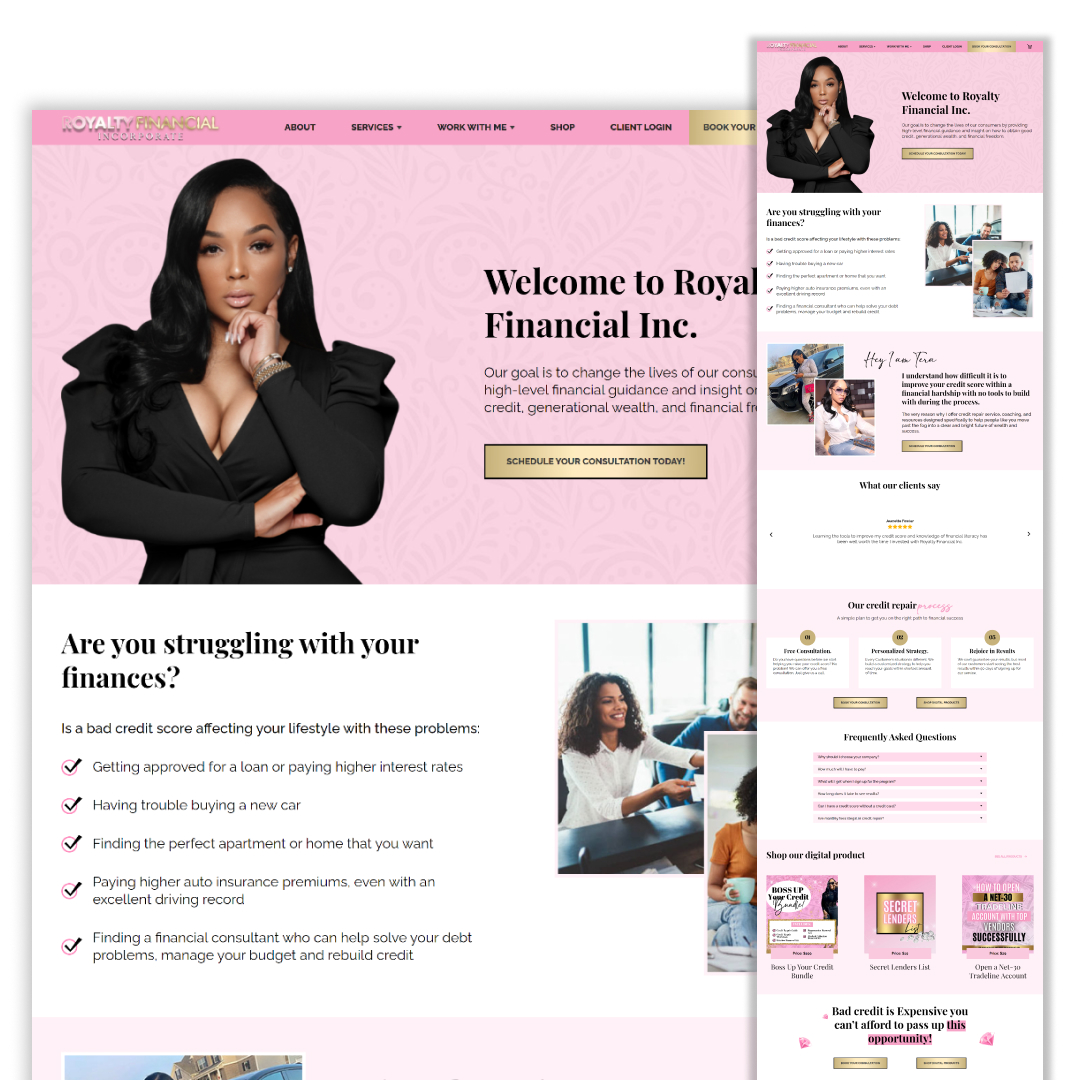 ROYALTY FINANCIAL
INCORPORATE
ABOUT
SERVICES
WORK WITH ME
SHOP
CLIENT LOGIN
BOOK YOUR
Welcome to Royal
Financial Inc.
Our goal is to change the lives of our consu
high-level financial guidance and insight o
credit, generational wealth, and financial fr
SCHEDULE YOUR CONSULTATION TODAY!
Are you struggling with your
finances?
Is a bad credit score affecting your lifestyle with these problems:
Getting approved for a loan or paying higher interest rates
Having trouble buying a new car
Finding the perfect apartment or home that you want
Paying higher auto insurance premiums, even with an
excellent driving record
Finding a financial consultant who can help solve your debt
problems, manage your budget and rebuild credit
ROYALTY FINANCIAL
ABOUT
SERVICES
WORK WITH ME
SHOP
CLIENT LOGIN
BOOK YOUR CONSULTATION
Welcome to Royalty
Financial Inc.
Our goal is to change the lives of our consumers by providing
high-level financial guidance and insight on how to obtain good
credit, generational wealth, and financial freedom.
SCHEDULE YOUR CONSULTATION TODAY!
Are you struggling with your
finances?
Is a bad credit score affecting your lifestyle with these problems:
Getting approved for a loan or paying higher interest rates
Having trouble buying a new car
Finding the perfect apartment or home that you want
Paying higher auto insurance premiums, even with an
excellent driving record
Finding a financial consultant who can help solve your debt
problems, manage your budget and rebuild credit
Hey I am Tera
I understand how difficult it is to
improve your credit score within a
financial hardship with no tools to build
with during the process.
The very reason why I offer credit repair service, coaching, and
resources designed specifically to help people like you move
past the fog into a clear and bright future of wealth and
success.
SCHEDULE YOUR CONSULTATION
What our clients say
Learning the tools to improve my credit score and knowledge of financial literacy has
been well worth the time I invested with Royalty Financial Inc.
Our credit repair process
A simple plan to get you on the right path to financial success
01
Free Consultation.
02
Personalized Strategy.
03
Rejoice in Results
BOOK YOUR CONSULTATION
SHOP DIGITAL PRODUCTS
Frequently Asked Questions
Why should I choose your company?
How much will I have to pay?
What will I get when I sign up for the program?
How long does it take to see results?
Can I have a credit score without a credit card?
Are monthly fees illegal in credit repair?
Shop our digital product
BOSS UP
Your Credit
Bundle!
SECRET
LENDERS
List
HOW TO OPEN
A NET-30
TRADELINE
ACCOUNT WITH TOP
VENDORS
SUCCESSFULLY
Boss Up Your Credit
Bundle
Secret Lenders List
Open a Net-30
Tradeline Account
Bad credit is Expensive you
can't afford to pass up this
opportunity!
BOOK YOUR CONSULTATION
SHOP DIGITAL PRODUCTS